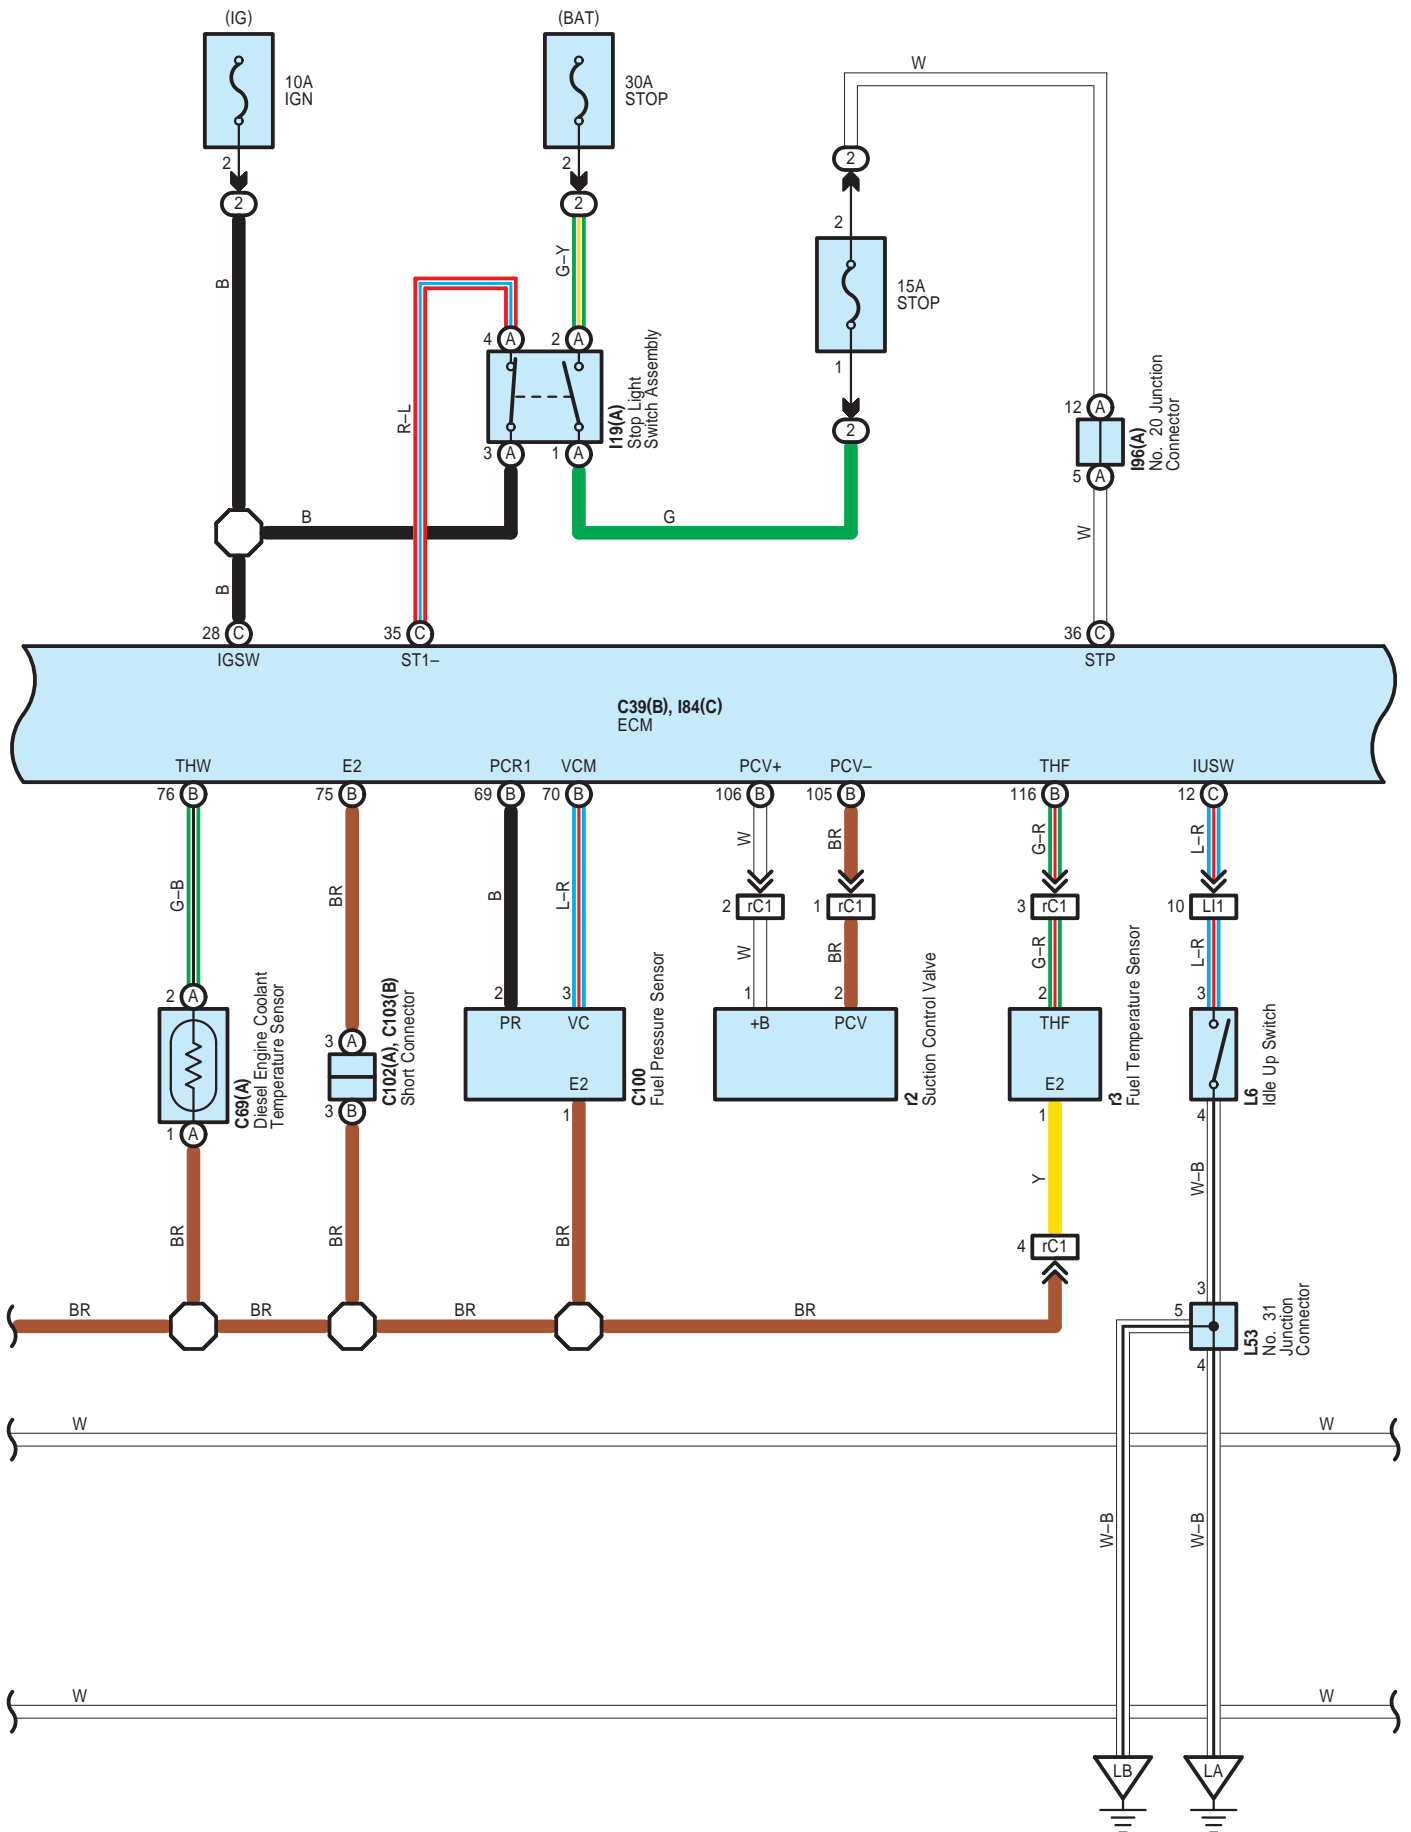 (IG)
(BAT)
10A
IGN
30A
STOP
W
2
2
2
2
2
2
B
G–Y
15A
STOP
1
2
R–L
4 A
2 A
3 A
1 A
I19(A)
Stop Light
Switch Assembly
12 A
5 A
I96(A)
No. 20 Junction
Connector
B
G
W
B
28 C
35 C
36 C
IGSW
ST1–
STP
C39(B), I84(C)
ECM
THW
E2
PCR1
VCM
PCV+
PCV–
THF
IUSW
76 B
75 B
69 B
70 B
106 B
105 B
116 B
12 C
G–B
BR
B
L–R
W
BR
G–R
L–R
2 rC1
1 rC1
3 rC1
10 LI1
W
BR
G–R
L–R
2 A
1 A
C69(A)
Diesel Engine Coolant
Temperature Sensor
3 A
3 B
C102(A), C103(B)
Short Connector
2
3
PR
VC
E2
1
C100
Fuel Pressure Sensor
1
2
+B
PCV
r2
Suction Control Valve
2
THF
E2
1
r3
Fuel Temperature Sensor
3
4
L6
Idle Up Switch
BR
BR
BR
Y
W–B
4 rC1
BR
BR
BR
BR
3
5
4
L53
No. 31
Junction
Connector
W
W
W–B
W–B
W
W
LB
LA